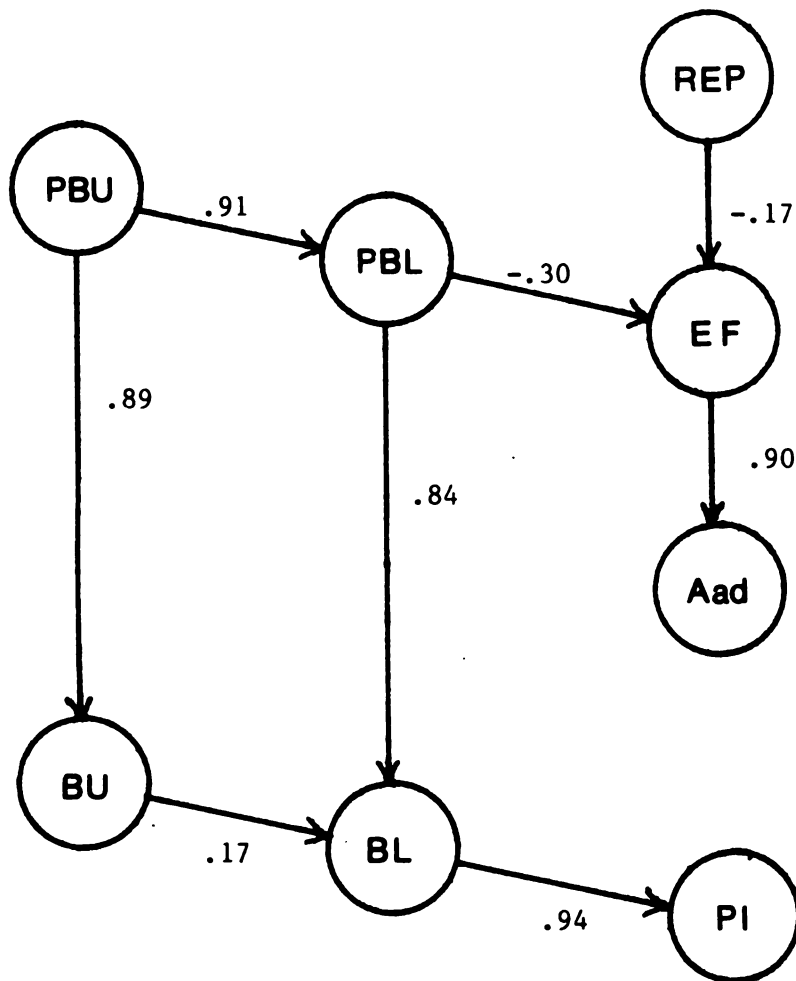 REP
PBU
.91
-.17
PBL
-.30
EF
.89
.90
.84
Aad
BU
.17
BL
.94
PI